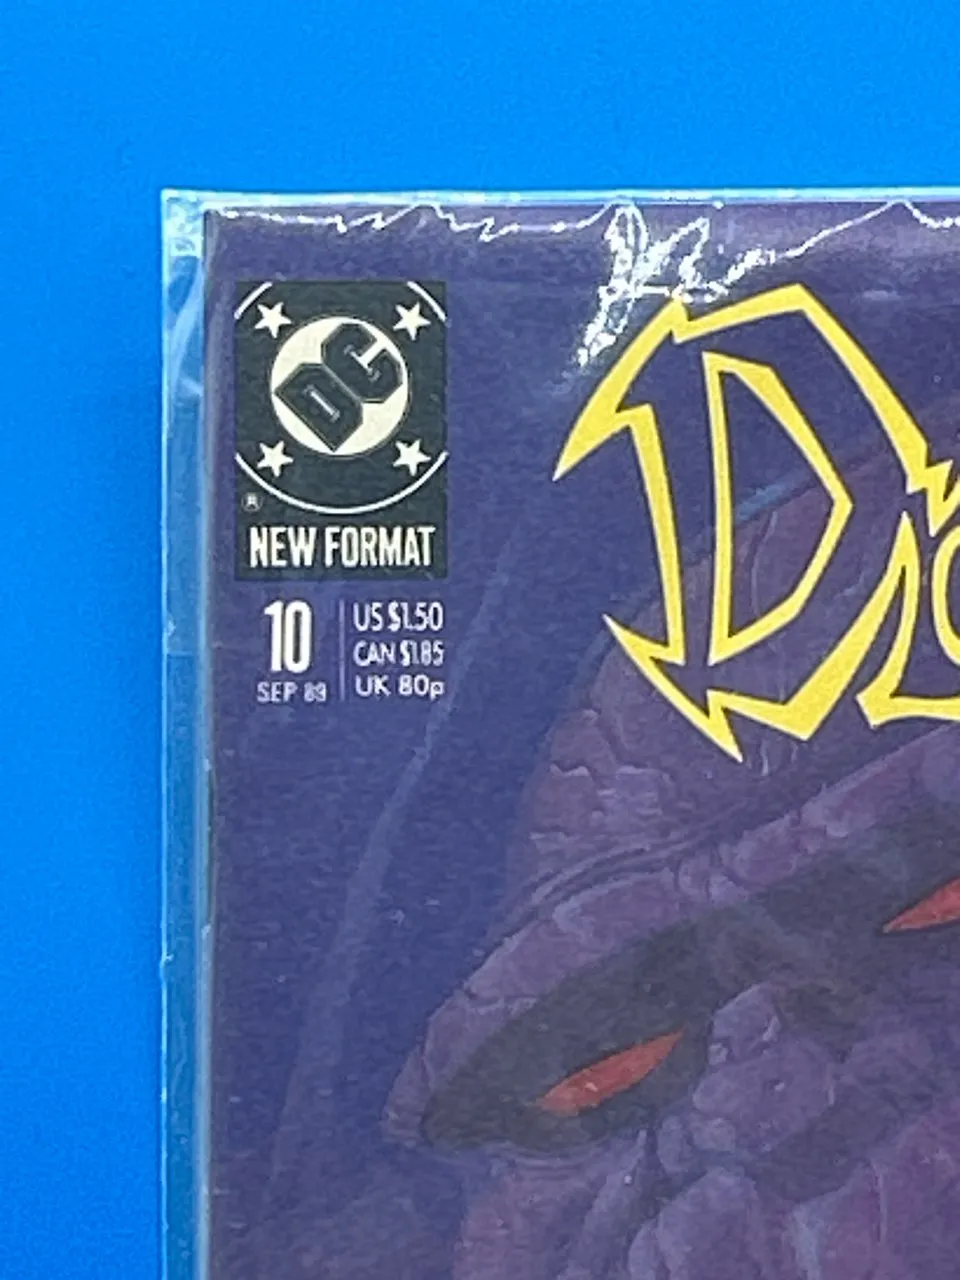 DC
®
NEW FORMAT
10
SEP 89
US $1.50
CAN $1.85
UK 80p
D